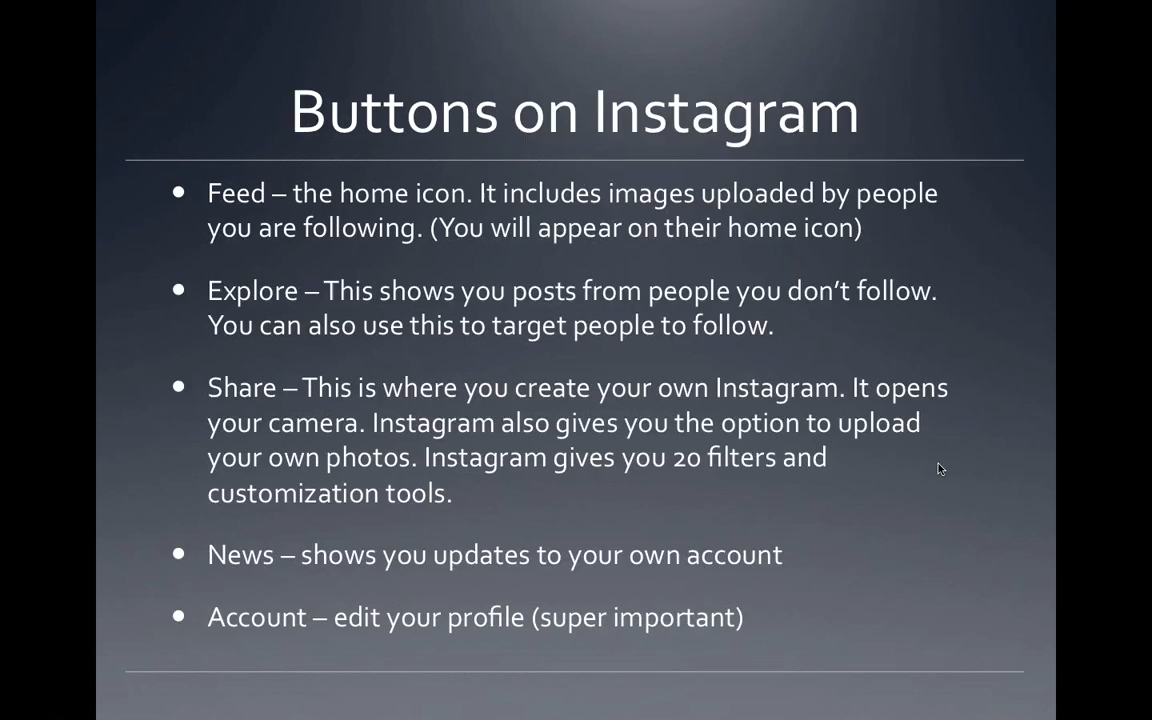 Buttons on Instagram
• Feed – the home icon. It includes images uploaded by people
you are following. (You will appear on their home icon)
• Explore – This shows you posts from people you don’t follow.
You can also use this to target people to follow.
• Share – This is where you create your own Instagram. It opens
your camera. Instagram also gives you the option to upload
your own photos. Instagram gives you 20 filters and
customization tools.
• News – shows you updates to your own account
• Account – edit your profile (super important)